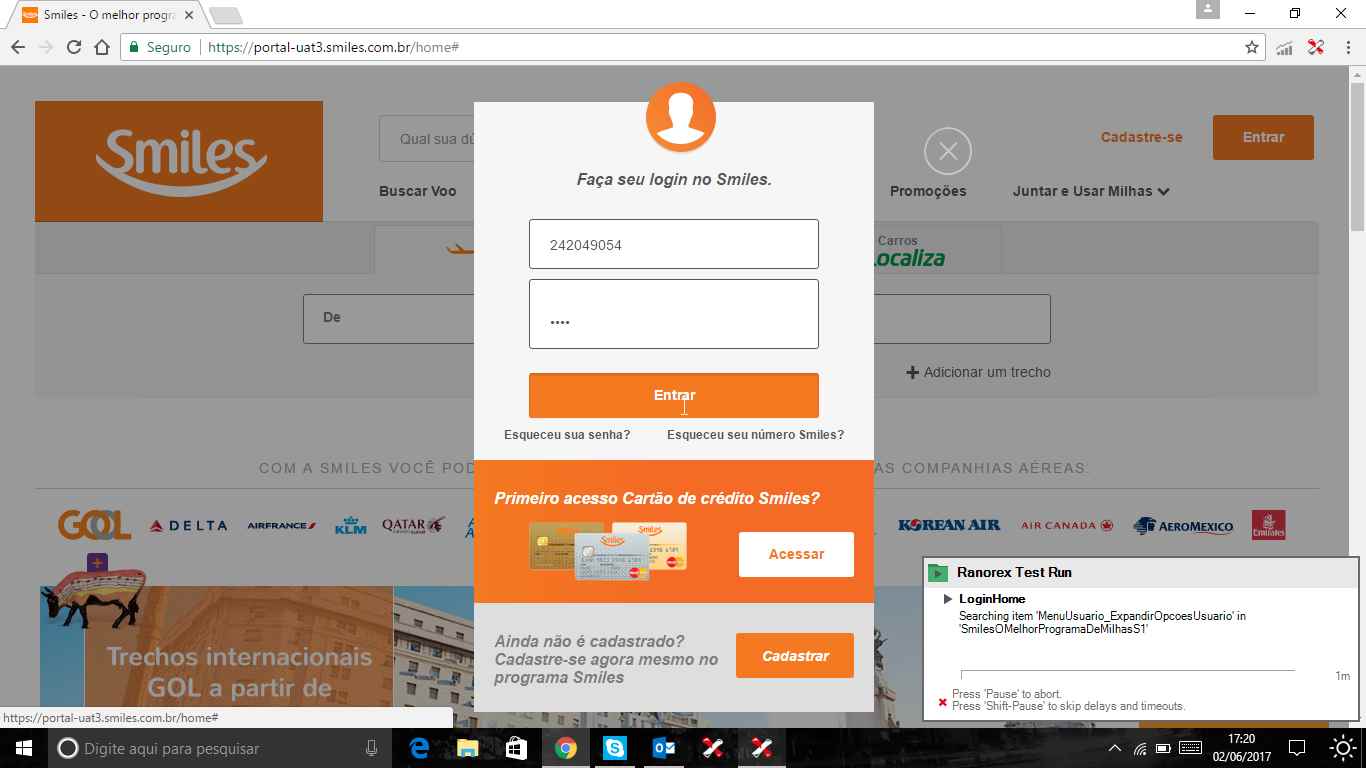 Smiles - O melhor progra
Seguro
https://portal-uat3.smiles.com.br/home#
Smiles
Qual sua dú
Cadastre-se
Entrar
Buscar Voo
Promoções
Juntar e Usar Milhas
Carros
Localiza
De
Adicionar um trecho
Faça seu login no Smiles.
242049054
....
Entrar
Esqueceu sua senha?
Esqueceu seu número Smiles?
COM A SMILES VOCÊ POD
AS COMPANHIAS AÉREAS:
Primeiro acesso Cartão de crédito Smiles?
Smiles
Smiles
Acessar
GOL
DELTA
AIRFRANCE
KLM
QATAR
KOREAN AIR
AIR CANADA
AEROMEXICO
Emirates
Trechos internacionais
GOL a partir de
Ainda não é cadastrado?
Cadastre-se agora mesmo no
programa Smiles
Cadastrar
Ranorex Test Run
LoginHome
Searching item 'MenuUsuario_ExpandirOpcoesUsuario' in
'SmilesOMelhorProgramaDeMilhasS1'
1m
Press 'Pause' to abort.
Press 'Shift-Pause' to skip delays and timeouts.
https://portal-uat3.smiles.com.br/home#
Digite aqui para pesquisar
17:20
02/06/2017